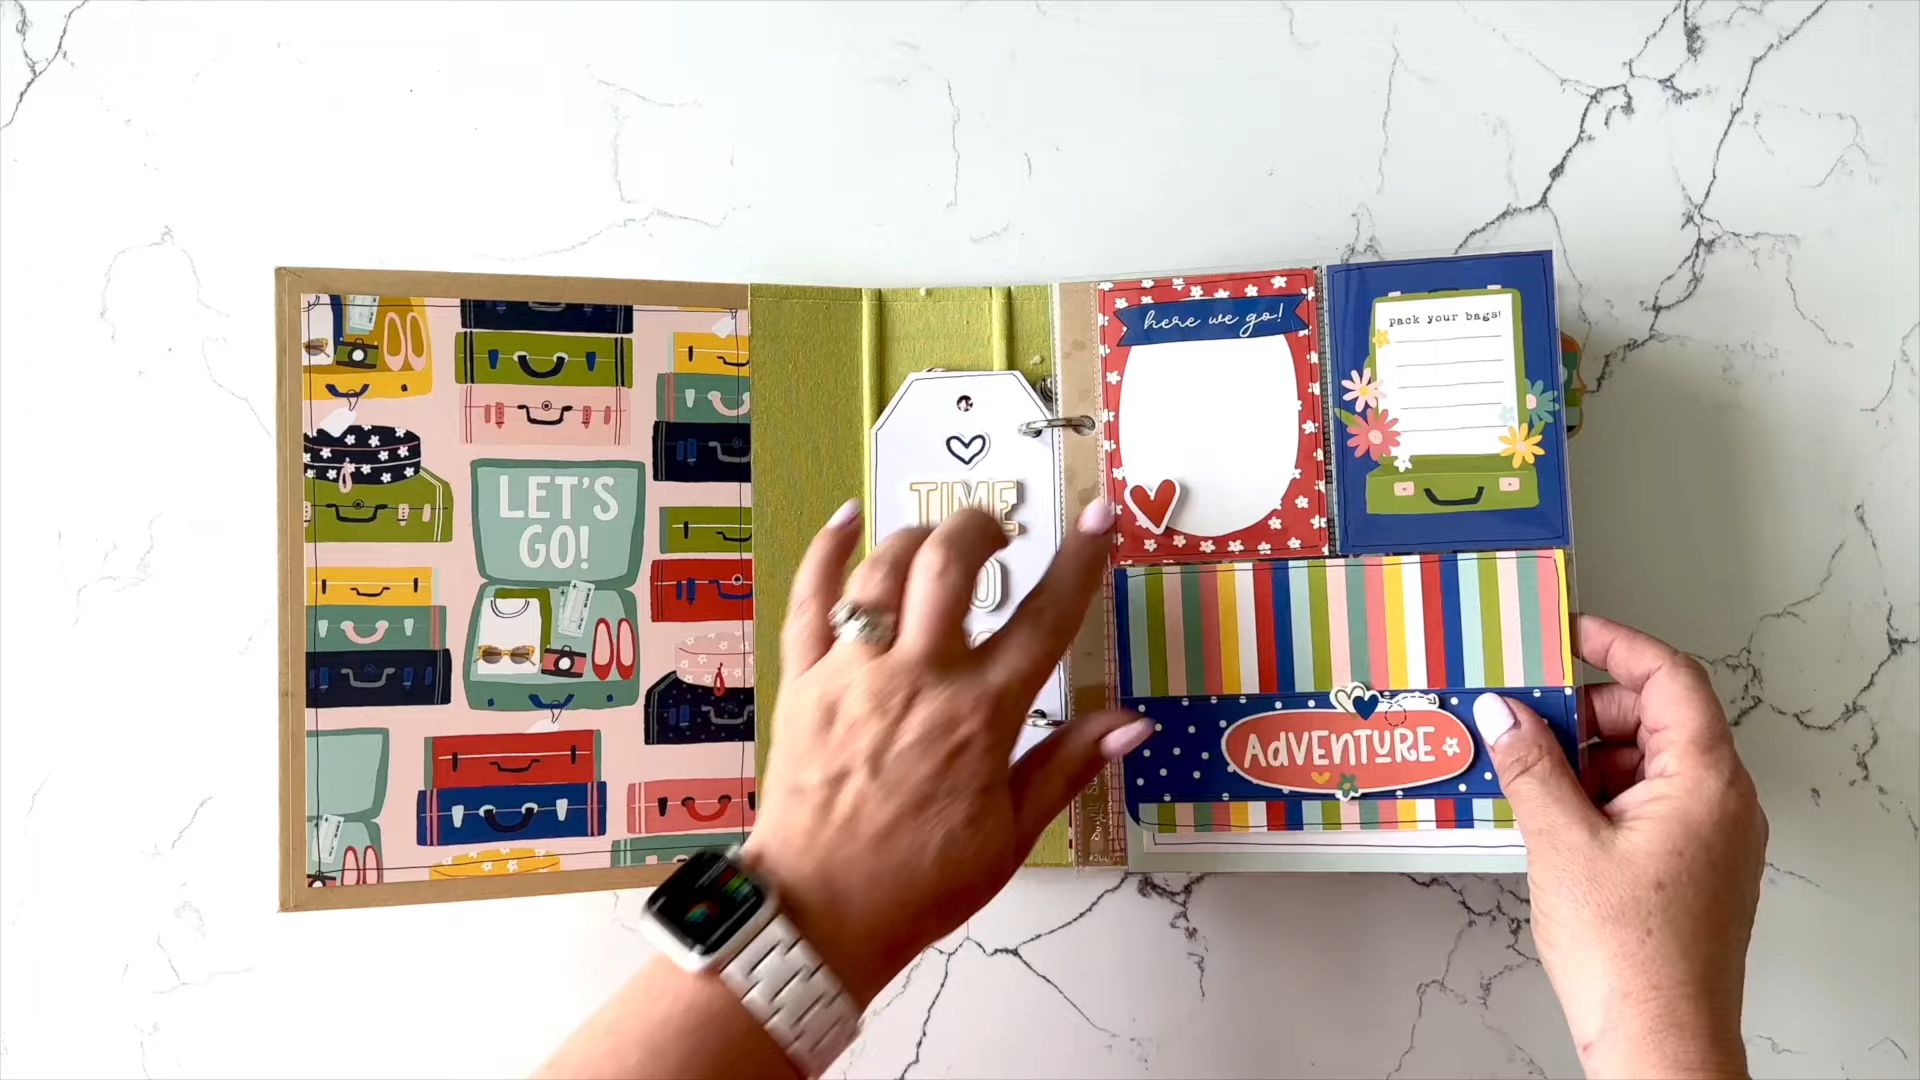 LET'S
GO!
TIME
here we go!
pack your bags!
ADVENTURE